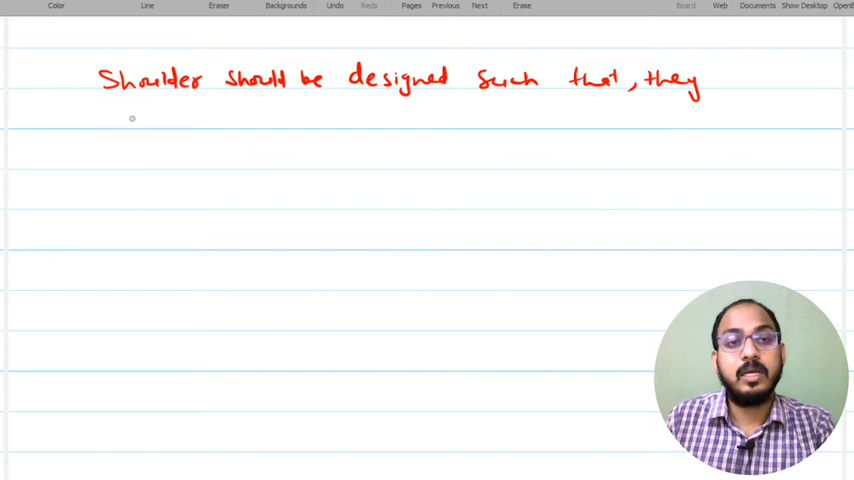 Color Line Eraser Backgrounds Undo Redo Pages Previous Next Erase Board Web Documents Show Desktop OpenB
Shoulder should be designed such that, they